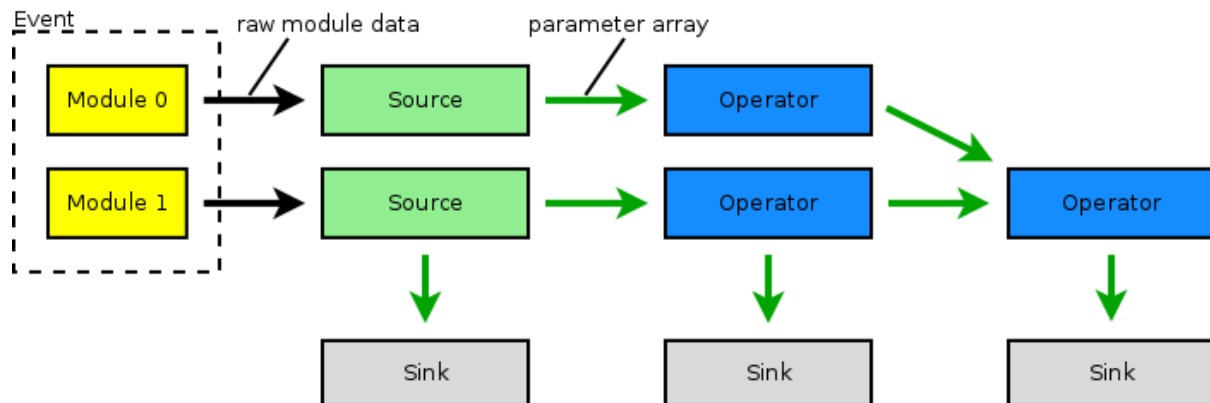 Event
raw module data
parameter array
Module 0
Source
Operator
Module 1
Source
Operator
Operator
Sink
Sink
Sink